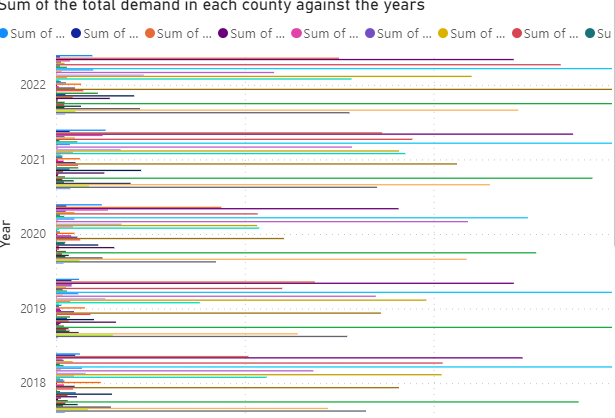 Sum of the total demand in each county against the years
Sum of ... Sum of ... Sum of ... Sum of ... Sum of ... Sum of ... Sum of ... Sum of ... Su
2022
2021
2020
2019
2018
Year